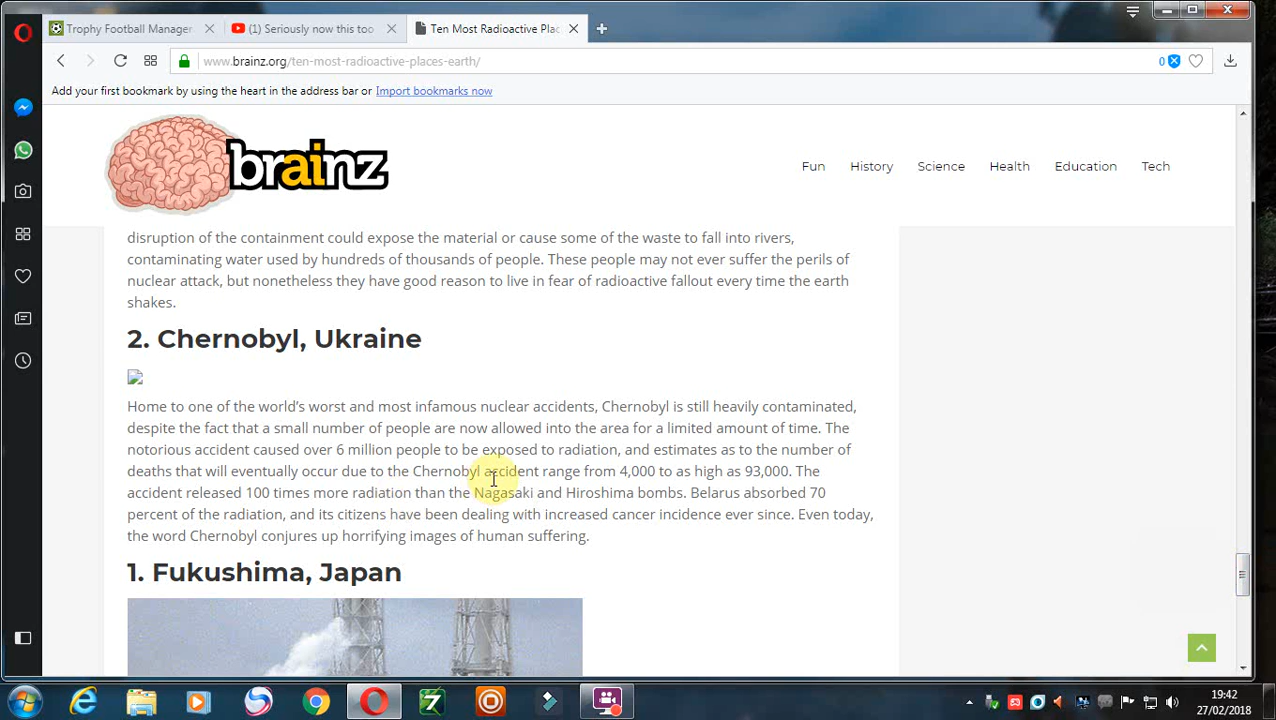 Trophy Football Manager
(1) Seriously now this too
Ten Most Radioactive Plac
www.brainz.org/ten-most-radioactive-places-earth/
0
Add your first bookmark by using the heart in the address bar or Import bookmarks now
brainz
Fun History Science Health Education Tech
disruption of the containment could expose the material or cause some of the waste to fall into rivers,
contaminating water used by hundreds of thousands of people. These people may not ever suffer the perils of
nuclear attack, but nonetheless they have good reason to live in fear of radioactive fallout every time the earth
shakes.
2. Chernobyl, Ukraine
Home to one of the world’s worst and most infamous nuclear accidents, Chernobyl is still heavily contaminated,
despite the fact that a small number of people are now allowed into the area for a limited amount of time. The
notorious accident caused over 6 million people to be exposed to radiation, and estimates as to the number of
deaths that will eventually occur due to the Chernobyl accident range from 4,000 to as high as 93,000. The
accident released 100 times more radiation than the Nagasaki and Hiroshima bombs. Belarus absorbed 70
percent of the radiation, and its citizens have been dealing with increased cancer incidence ever since. Even today,
the word Chernobyl conjures up horrifying images of human suffering.
1. Fukushima, Japan
19:42
27/02/2018